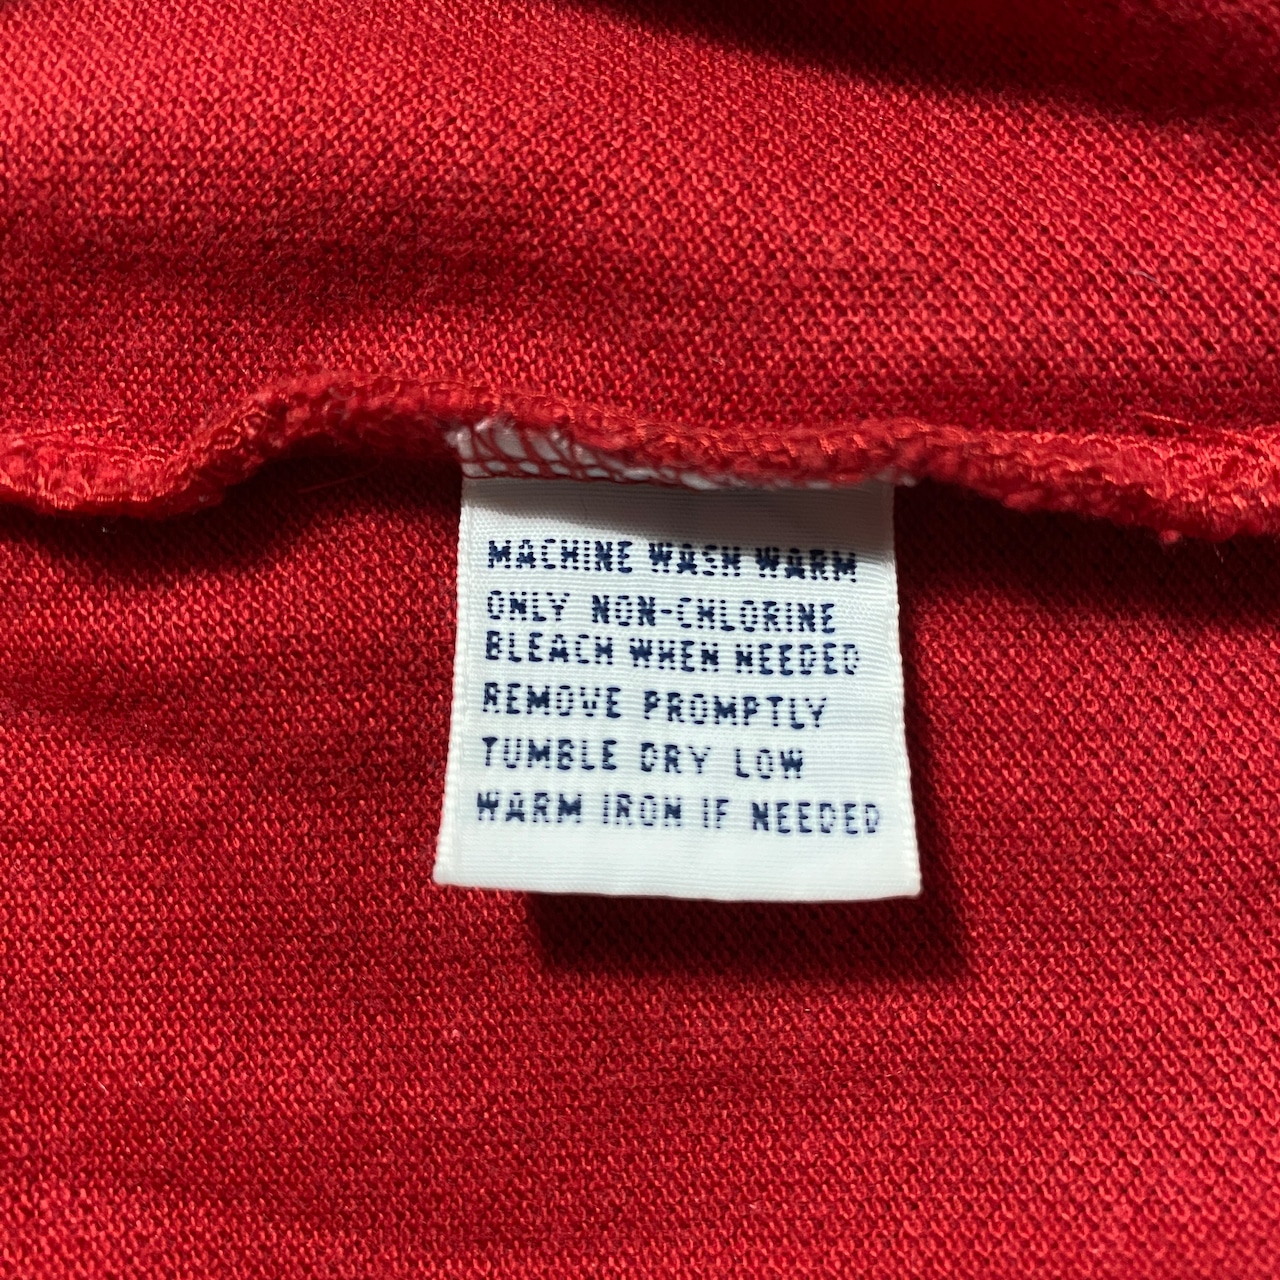 MACHINE WASH WARM
ONLY NON-CHLORINE
BLEACH WHEN NEEDED
REMOVE PROMPTLY
TUMBLE DRY LOW
WARM IRON IF NEEDED